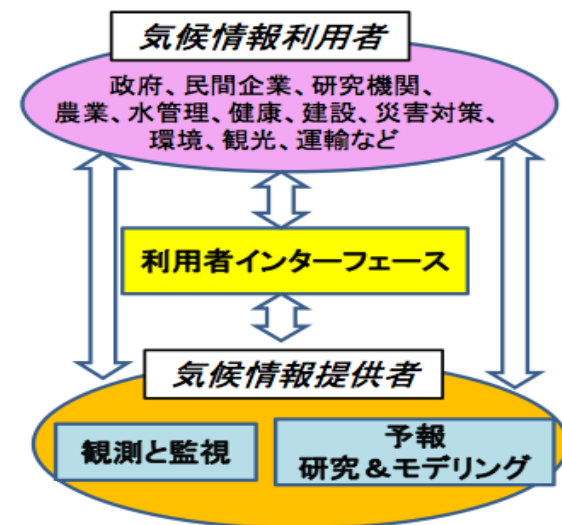 気候情報利用者
政府、民間企業、研究機関、
農業、水管理、健康、建設、災害対策、
環境、観光、運輸など
利用者インターフェース
気候情報提供者
観測と監視
予報
研究&モデリング